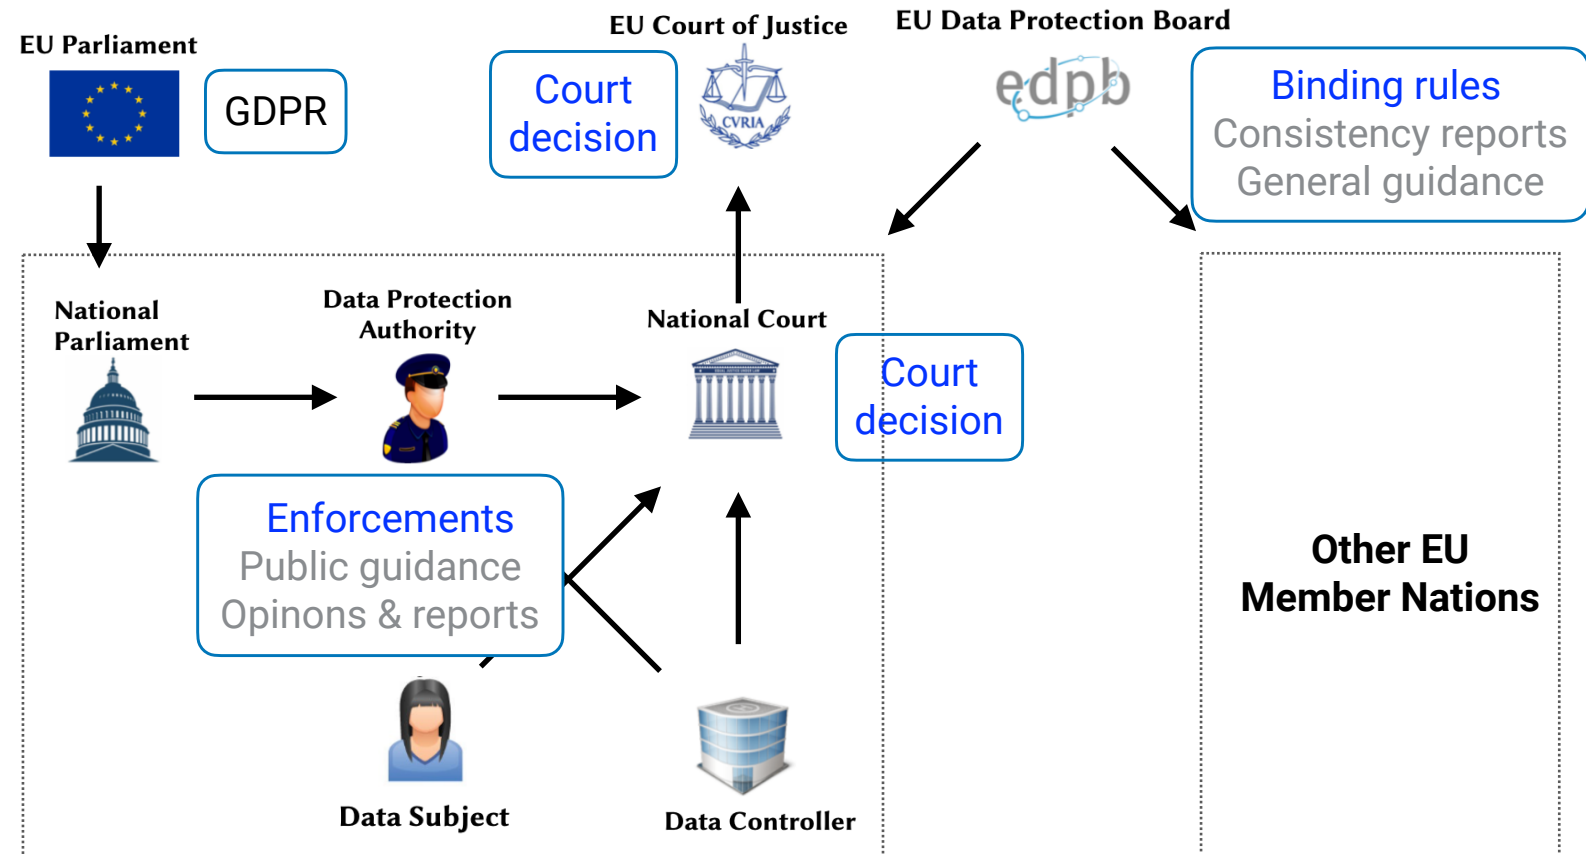 EU Parliament
GDPR
EU Court of Justice
Court
decision
CVRIA
EU Data Protection Board
edpb
Binding rules
Consistency reports
General guidance
National
Parliament
Data Protection
Authority
National Court
Court
decision
Enforcements
Public guidance
Opinons & reports
Data Subject
Data Controller
Other EU
Member Nations